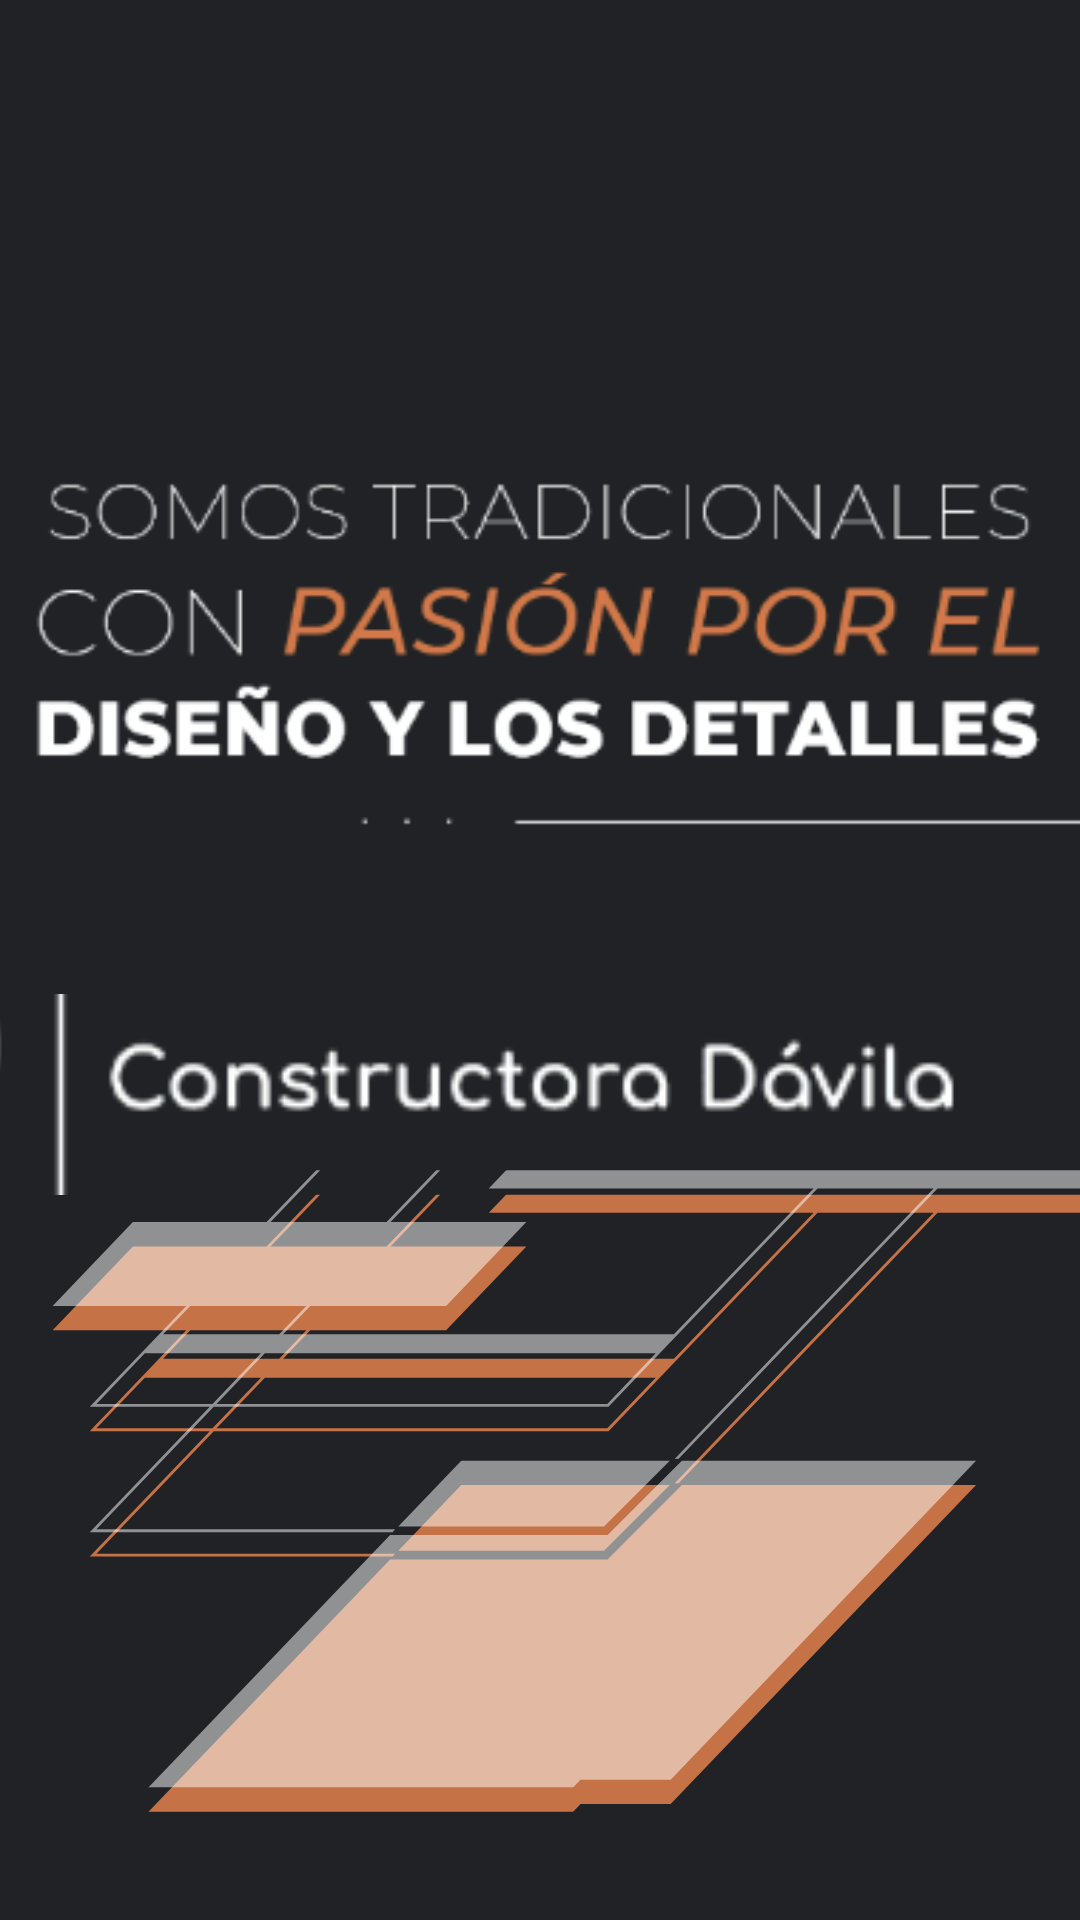 SOMOS TRADICIONALES
CON PASIÓN POR EL
DISEÑO Y LOS DETALLES
Constructora Dávila